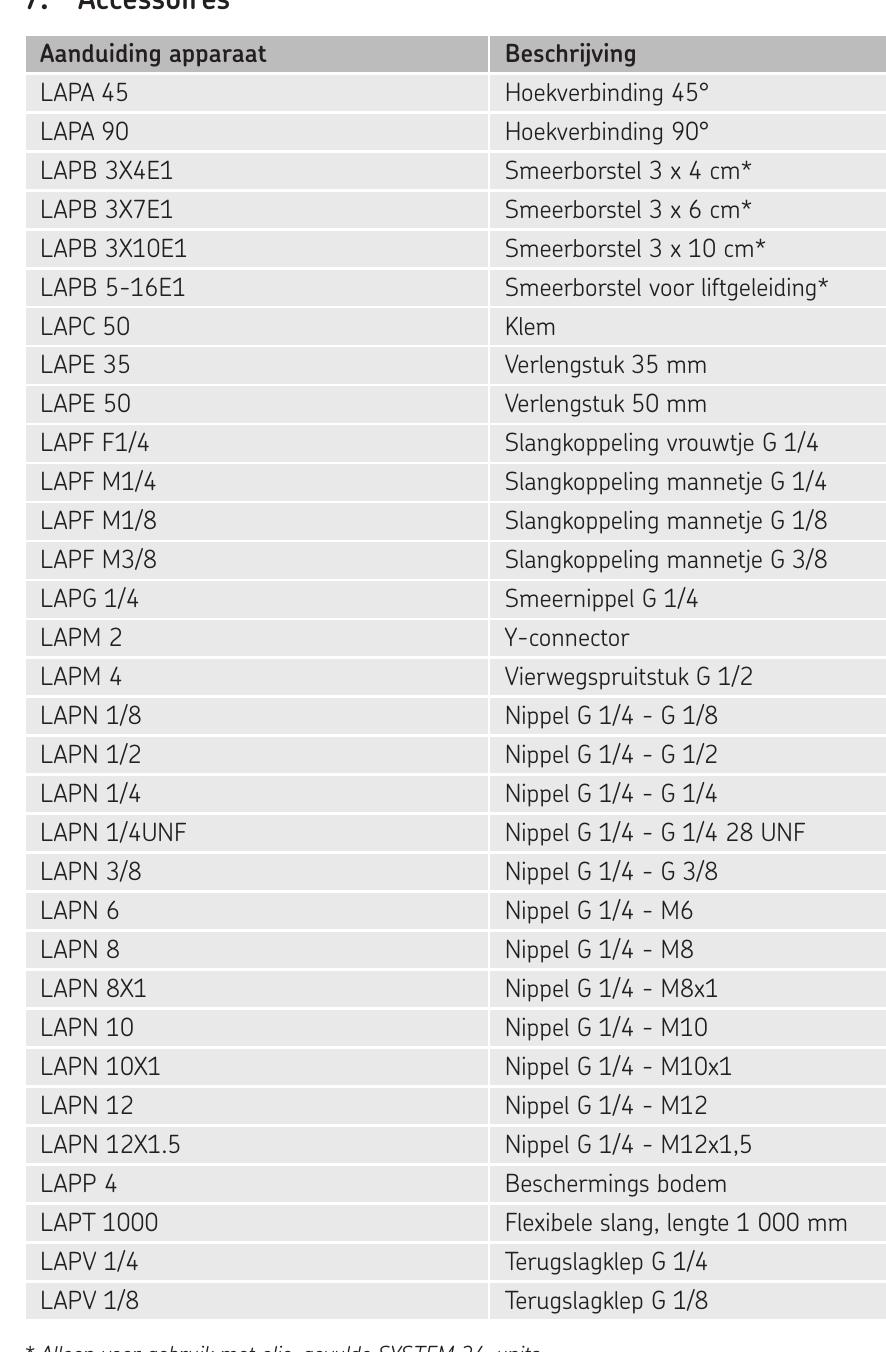 7. Accessoires
Aanduiding apparaat Beschrijving
LAPA 45 Hoekverbinding 45°
LAPA 90 Hoekverbinding 90°
LAPB 3X4E1 Smeerborstel 3 x 4 cm*
LAPB 3X7E1 Smeerborstel 3 x 6 cm*
LAPB 3X10E1 Smeerborstel 3 x 10 cm*
LAPB 5-16E1 Smeerborstel voor liftgeleiding*
LAPC 50 Klem
LAPE 35 Verlengstuk 35 mm
LAPE 50 Verlengstuk 50 mm
LAPF F1/4 Slangkoppeling vrouwtje G 1/4
LAPF M1/4 Slangkoppeling mannetje G 1/4
LAPF M1/8 Slangkoppeling mannetje G 1/8
LAPF M3/8 Slangkoppeling mannetje G 3/8
LAPG 1/4 Smeernippel G 1/4
LAPM 2 Y-connector
LAPM 4 Vierwegspruitstuk G 1/2
LAPN 1/8 Nippel G 1/4 - G 1/8
LAPN 1/2 Nippel G 1/4 - G 1/2
LAPN 1/4 Nippel G 1/4 - G 1/4
LAPN 1/4UNF Nippel G 1/4 - G 1/4 28 UNF
LAPN 3/8 Nippel G 1/4 - G 3/8
LAPN 6 Nippel G 1/4 - M6
LAPN 8 Nippel G 1/4 - M8
LAPN 8X1 Nippel G 1/4 - M8x1
LAPN 10 Nippel G 1/4 - M10
LAPN 10X1 Nippel G 1/4 - M10x1
LAPN 12 Nippel G 1/4 - M12
LAPN 12X1.5 Nippel G 1/4 - M12x1,5
LAPP 4 Beschermings bodem
LAPT 1000 Flexibele slang, lengte 1 000 mm
LAPV 1/4 Terugslagklep G 1/4
LAPV 1/8 Terugslagklep G 1/8
* Alleen voor gebruik met olie-gevulde SYSTEM 24-units